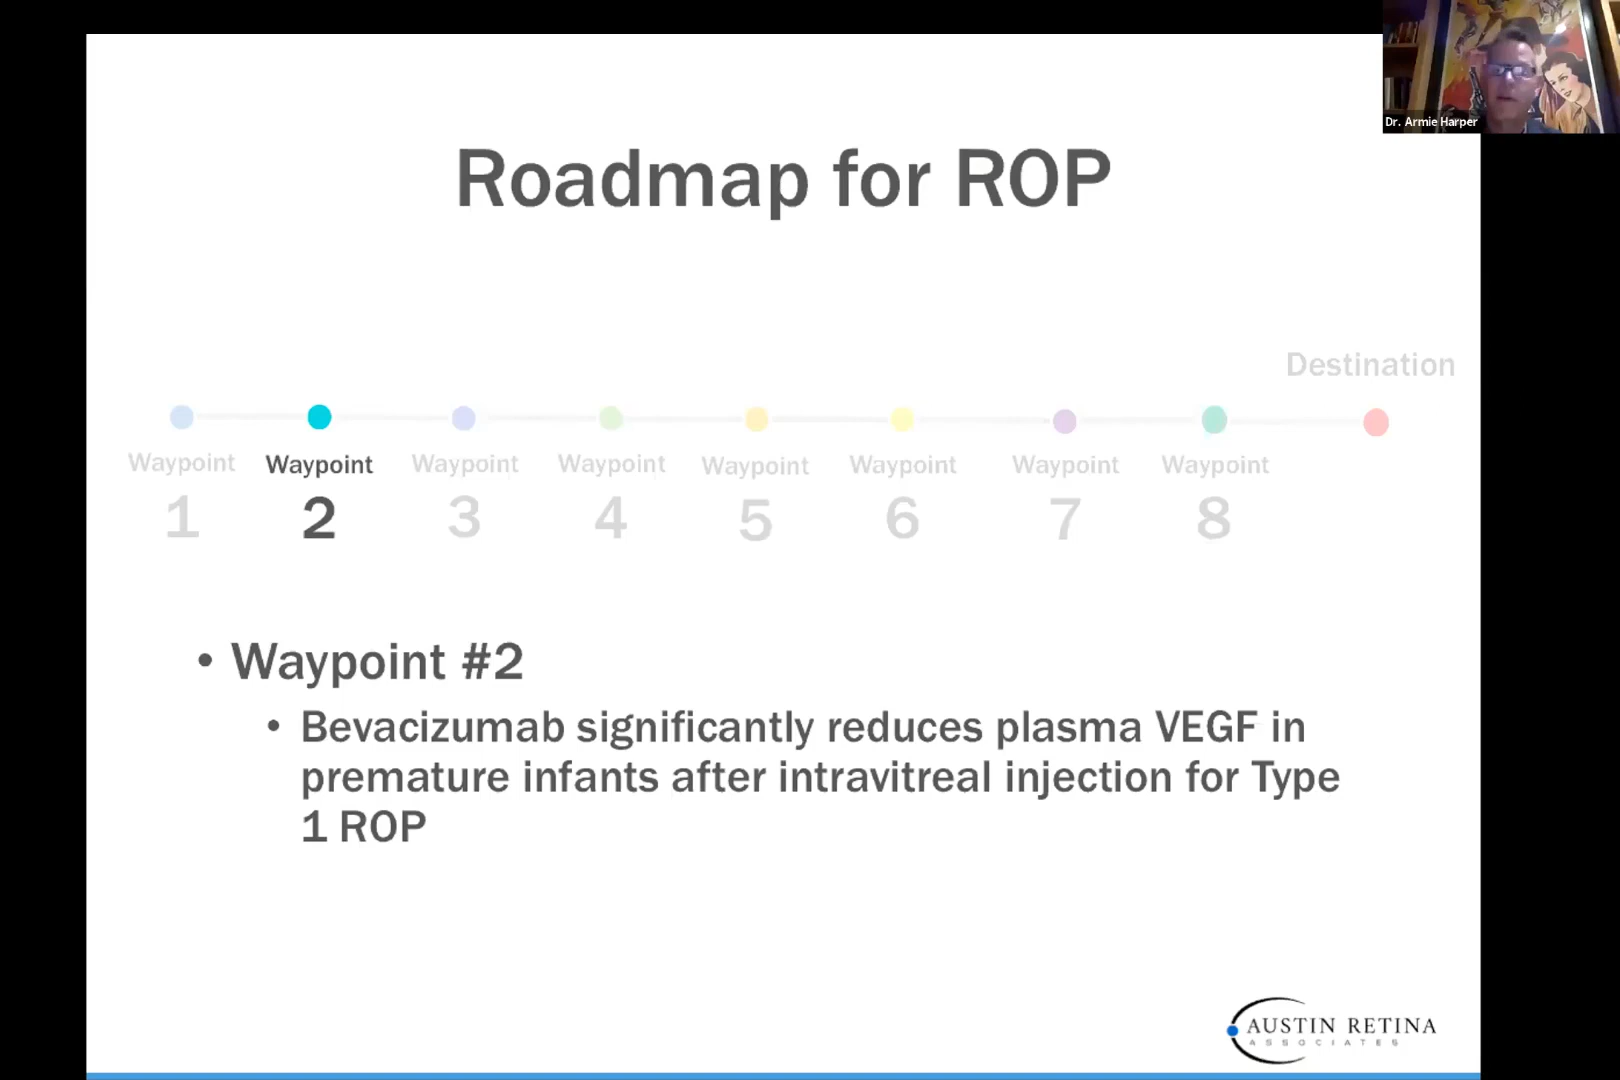 Dr. Armie Harper
Roadmap for ROP
Destination
Waypoint Waypoint Waypoint Waypoint Waypoint Waypoint Waypoint Waypoint
1 2 3 4 5 6 7 8
• Waypoint #2
• Bevacizumab significantly reduces plasma VEGF in
premature infants after intravitreal injection for Type
1 ROP
AUSTIN RETINA
ASSOCIATES